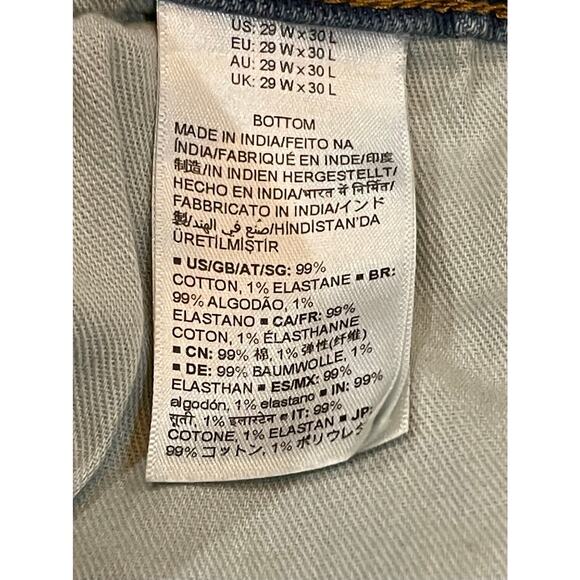 US: 29 W x 30 L
EU: 29 W x 30 L
AU: 29 W x 30 L
UK: 29 W x 30 L
BOTTOM
MADE IN INDIA/FEITO NA
ÍNDIA/FABRIQUÉ EN INDE/印度
制造/IN INDIEN HERGESTELLT/
HECHO EN INDIA/भारत में निर्मित/
FABBRICATO IN INDIA/インド
製/صُنع في الهند/HİNDİSTAN'DA
ÜRETİLMİŞTİR
▪ US/GB/AT/SG: 99%
COTTON, 1% ELASTANE ▪ BR:
99% ALGODÃO, 1%
ELASTANO ▪ CA/FR: 99%
COTON, 1% ÉLASTHANNE
▪ CN: 99% 棉, 1% 弹性(纤维)
▪ DE: 99% BAUMWOLLE, 1%
ELASTHAN ▪ ES/MX: 99%
algodón, 1% elastano ▪ IN: 99%
सूती, 1% इलास्टेन ▪ IT: 99%
COTONE, 1% ELASTAN ▪ JP:
99% コットン, 1% ポリウレタ